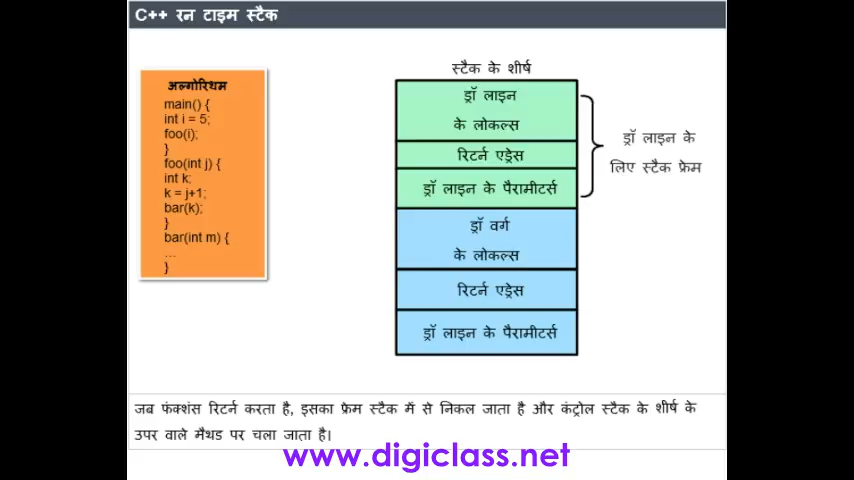 C++ रन टाइम स्टैक
अल्गोरिथम
main() {
int i = 5;
foo(i);
}
foo(int j) {
int k;
k = j+1;
bar(k);
}
bar(int m) {
...
}
स्टैक के शीर्ष
ड्रॉ लाइन
के लोकल्स
रिटर्न एड्रेस
ड्रॉ लाइन के पैरामीटर्स
ड्रॉ वर्ग
के लोकल्स
रिटर्न एड्रेस
ड्रॉ लाइन के पैरामीटर्स
ड्रॉ लाइन के
लिए स्टैक फ्रेम
जब फंक्शंस रिटर्न करता है, इसका फ्रेम स्टैक में से निकल जाता है और कंट्रोल स्टैक के शीर्ष के
उपर वाले मैथड पर चला जाता है।
www.digiclass.net